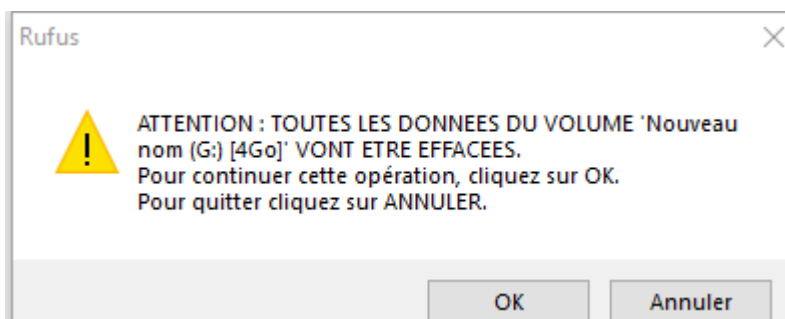 Rufus
ATTENTION : TOUTES LES DONNEES DU VOLUME 'Nouveau
nom (G:) [4Go]' VONT ETRE EFFACEES.
Pour continuer cette opération, cliquez sur OK.
Pour quitter cliquez sur ANNULER.
OK
Annuler